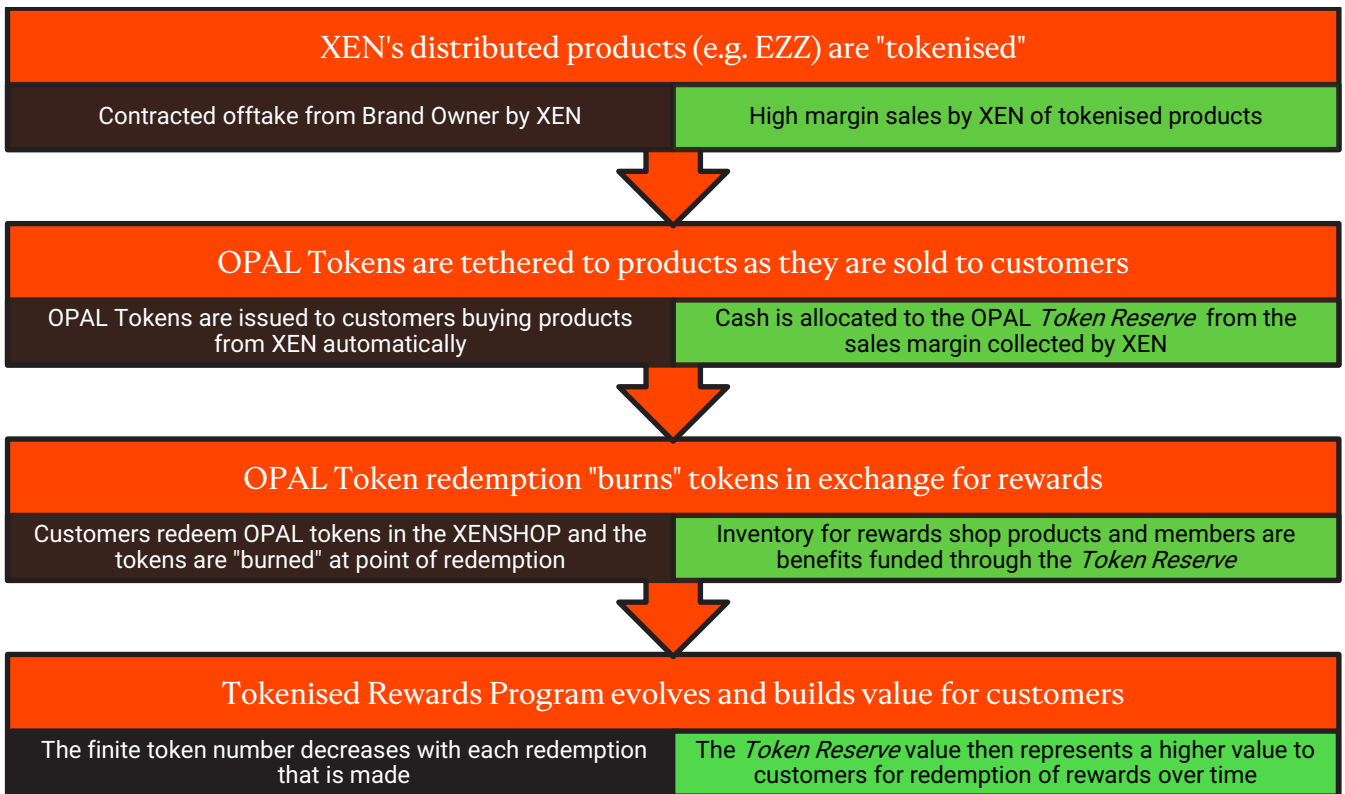 XEN's distributed products (e.g. EZZ) are "tokenised"
Contracted offtake from Brand Owner by XEN
High margin sales by XEN of tokenised products
OPAL Tokens are tethered to products as they are sold to customers
OPAL Tokens are issued to customers buying products
from XEN automatically
Cash is allocated to the OPAL Token Reserve from the
sales margin collected by XEN
OPAL Token redemption "burns" tokens in exchange for rewards
Customers redeem OPAL tokens in the XENSHOP and the
tokens are "burned" at point of redemption
Inventory for rewards shop products and members are
benefits funded through the Token Reserve
Tokenised Rewards Program evolves and builds value for customers
The finite token number decreases with each redemption
that is made
The Token Reserve value then represents a higher value to
customers for redemption of rewards over time